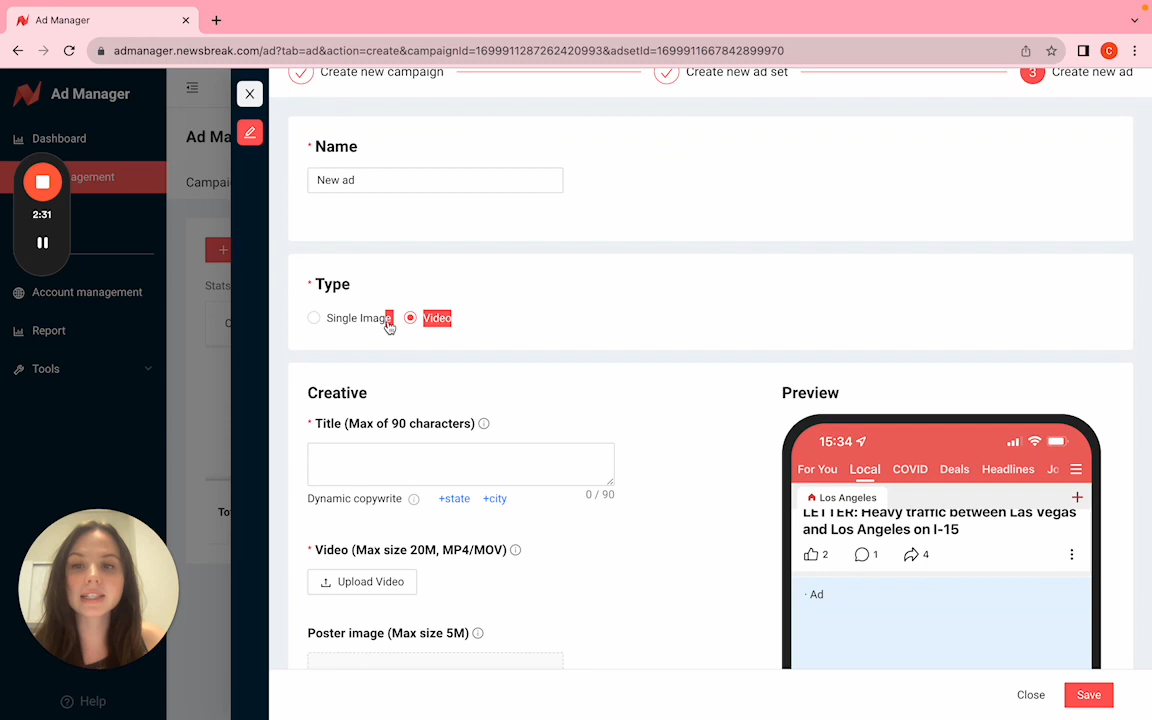 Ad Manager
admanager.newsbreak.com/ad?tab=ad&action=create&campaignId=1699911287262420993&adsetId=1699911667842899970
C
Ad Manager
Create new campaign
Create new ad set
3
Create new ad
Ad Ma
Dashboard
agement
Campai
2:31
Stats
Account management
Report
Tools
To
Help
* Name
New ad
* Type
Single Image
Video
Creative
* Title (Max of 90 characters)
0 / 90
Dynamic copywrite
+state
+city
* Video (Max size 20M, MP4/MOV)
Upload Video
Poster image (Max size 5M)
Preview
15:34
For You Local COVID Deals Headlines Jo
Los Angeles
LETTER: Heavy traffic between Las Vegas
and Los Angeles on I-15
2 1 4
· Ad
Close
Save